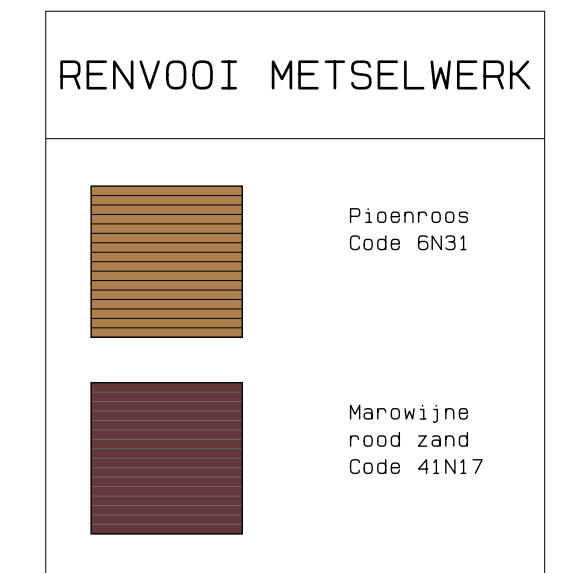 RENVOOI METSELWERK
Pioenroos
Code 6N31
Marowijne
rood zand
Code 41N17